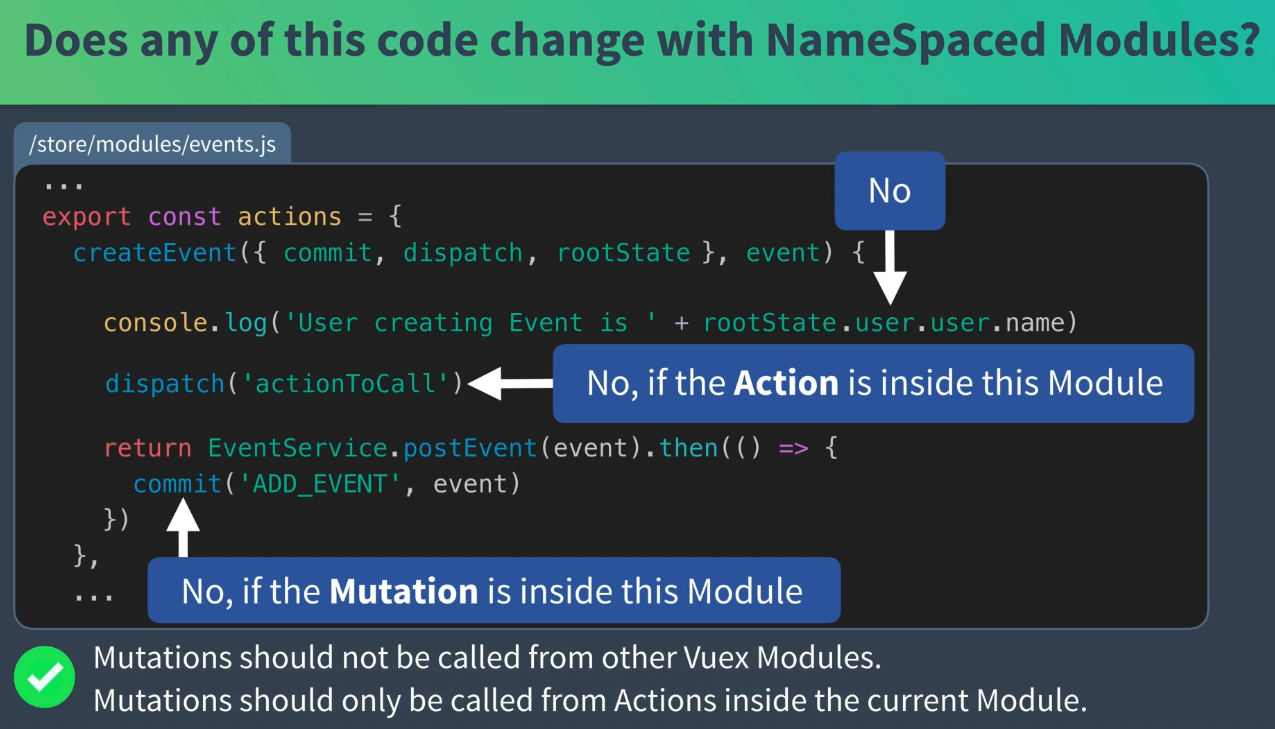 Does any of this code change with NameSpaced Modules?
/store/modules/events.js
...
No
export const actions = {
createEvent({ commit, dispatch, rootState }, event) {
console.log('User creating Event is ' + rootState.user.user.name)
dispatch('actionToCall')
No, if the Action is inside this Module
return EventService.postEvent(event).then(() => {
commit('ADD_EVENT', event)
})
},
No, if the Mutation is inside this Module
...
Mutations should not be called from other Vuex Modules.
Mutations should only be called from Actions inside the current Module.